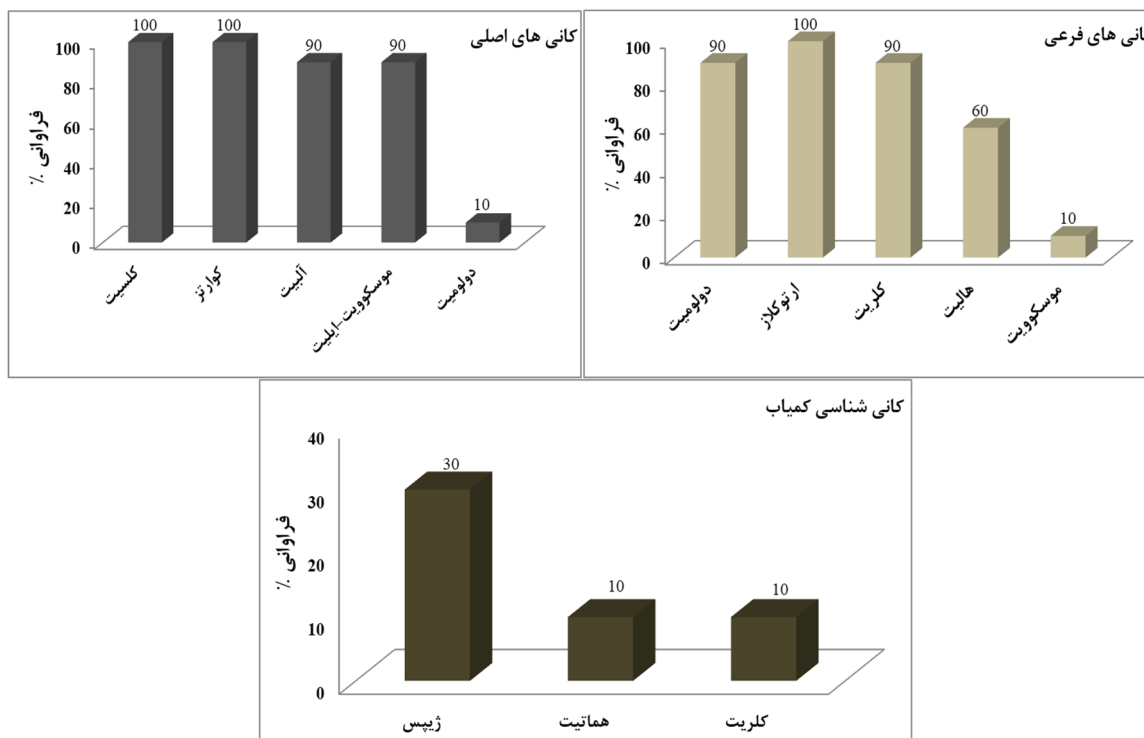 کانی های اصلی
فراوانی %
100
80
60
40
20
0
100
100
90
90
10
کلسیت
کوارتز
آلبیت
موسکوویت-ایلیت
دولومیت
انی های فرعی
فراوانی %
100
80
60
40
20
0
90
100
90
60
10
دولومیت
ارتوکلاز
کلریت
هالیت
موسکوویت
کانی شناسی کمیاب
فراوانی %
40
30
20
10
0
30
10
10
ژیپس
هماتیت
کلریت